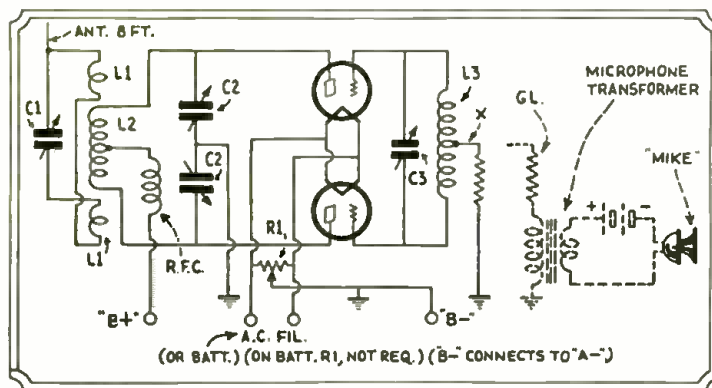 ANT. 8 FT.
L1
C1
L2
L1
R.F.C.
C2
C2
R1,
L3
X
C3
GL.
MICROPHONE
TRANSFORMER
"MIKE"
+ -
"B+"
A.C. FIL.
"B-"
(OR BATT.) (ON BATT. R1, NOT REQ.) ("B-" CONNECTS TO "A-",)